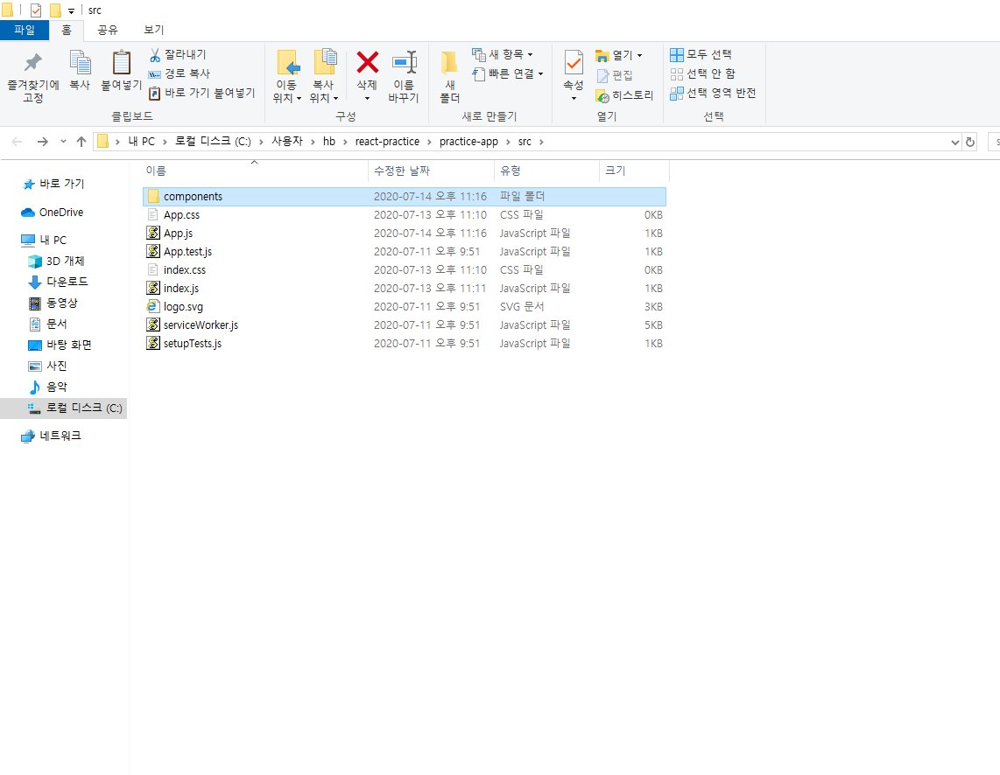 src
파일 홈 공유 보기
즐겨찾기에 고정
복사
붙여넣기
잘라내기
경로 복사
바로 가기 붙여넣기
클립보드
이동 위치
복사 위치
삭제
이름 바꾸기
구성
새 폴더
새 항목
빠른 연결
새로 만들기
속성
열기
편집
히스토리
열기
모두 선택
선택 안 함
선택 영역 반전
선택
내 PC > 로컬 디스크 (C:) > 사용자 > hb > react-practice > practice-app > src >
s
바로 가기
OneDrive
내 PC
3D 개체
다운로드
동영상
문서
바탕 화면
사진
음악
로컬 디스크 (C:)
네트워크
이름 수정한 날짜 유형 크기
components 2020-07-14 오후 11:16 파일 폴더
App.css 2020-07-13 오후 11:10 CSS 파일 0KB
App.js 2020-07-14 오후 11:16 JavaScript 파일 1KB
App.test.js 2020-07-11 오후 9:51 JavaScript 파일 1KB
index.css 2020-07-13 오후 11:10 CSS 파일 0KB
index.js 2020-07-13 오후 11:11 JavaScript 파일 1KB
logo.svg 2020-07-11 오후 9:51 SVG 문서 3KB
serviceWorker.js 2020-07-11 오후 9:51 JavaScript 파일 5KB
setupTests.js 2020-07-11 오후 9:51 JavaScript 파일 1KB